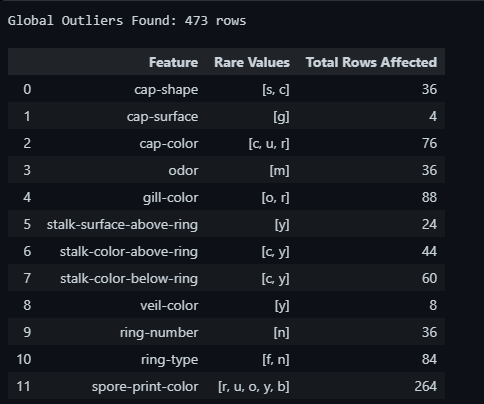 Global Outliers Found: 473 rows
Feature Rare Values Total Rows Affected
0 cap-shape [s, c] 36
1 cap-surface [g] 4
2 cap-color [c, u, r] 76
3 odor [m] 36
4 gill-color [o, r] 88
5 stalk-surface-above-ring [y] 24
6 stalk-color-above-ring [c, y] 44
7 stalk-color-below-ring [c, y] 60
8 veil-color [y] 8
9 ring-number [n] 36
10 ring-type [f, n] 84
11 spore-print-color [r, u, o, y, b] 264